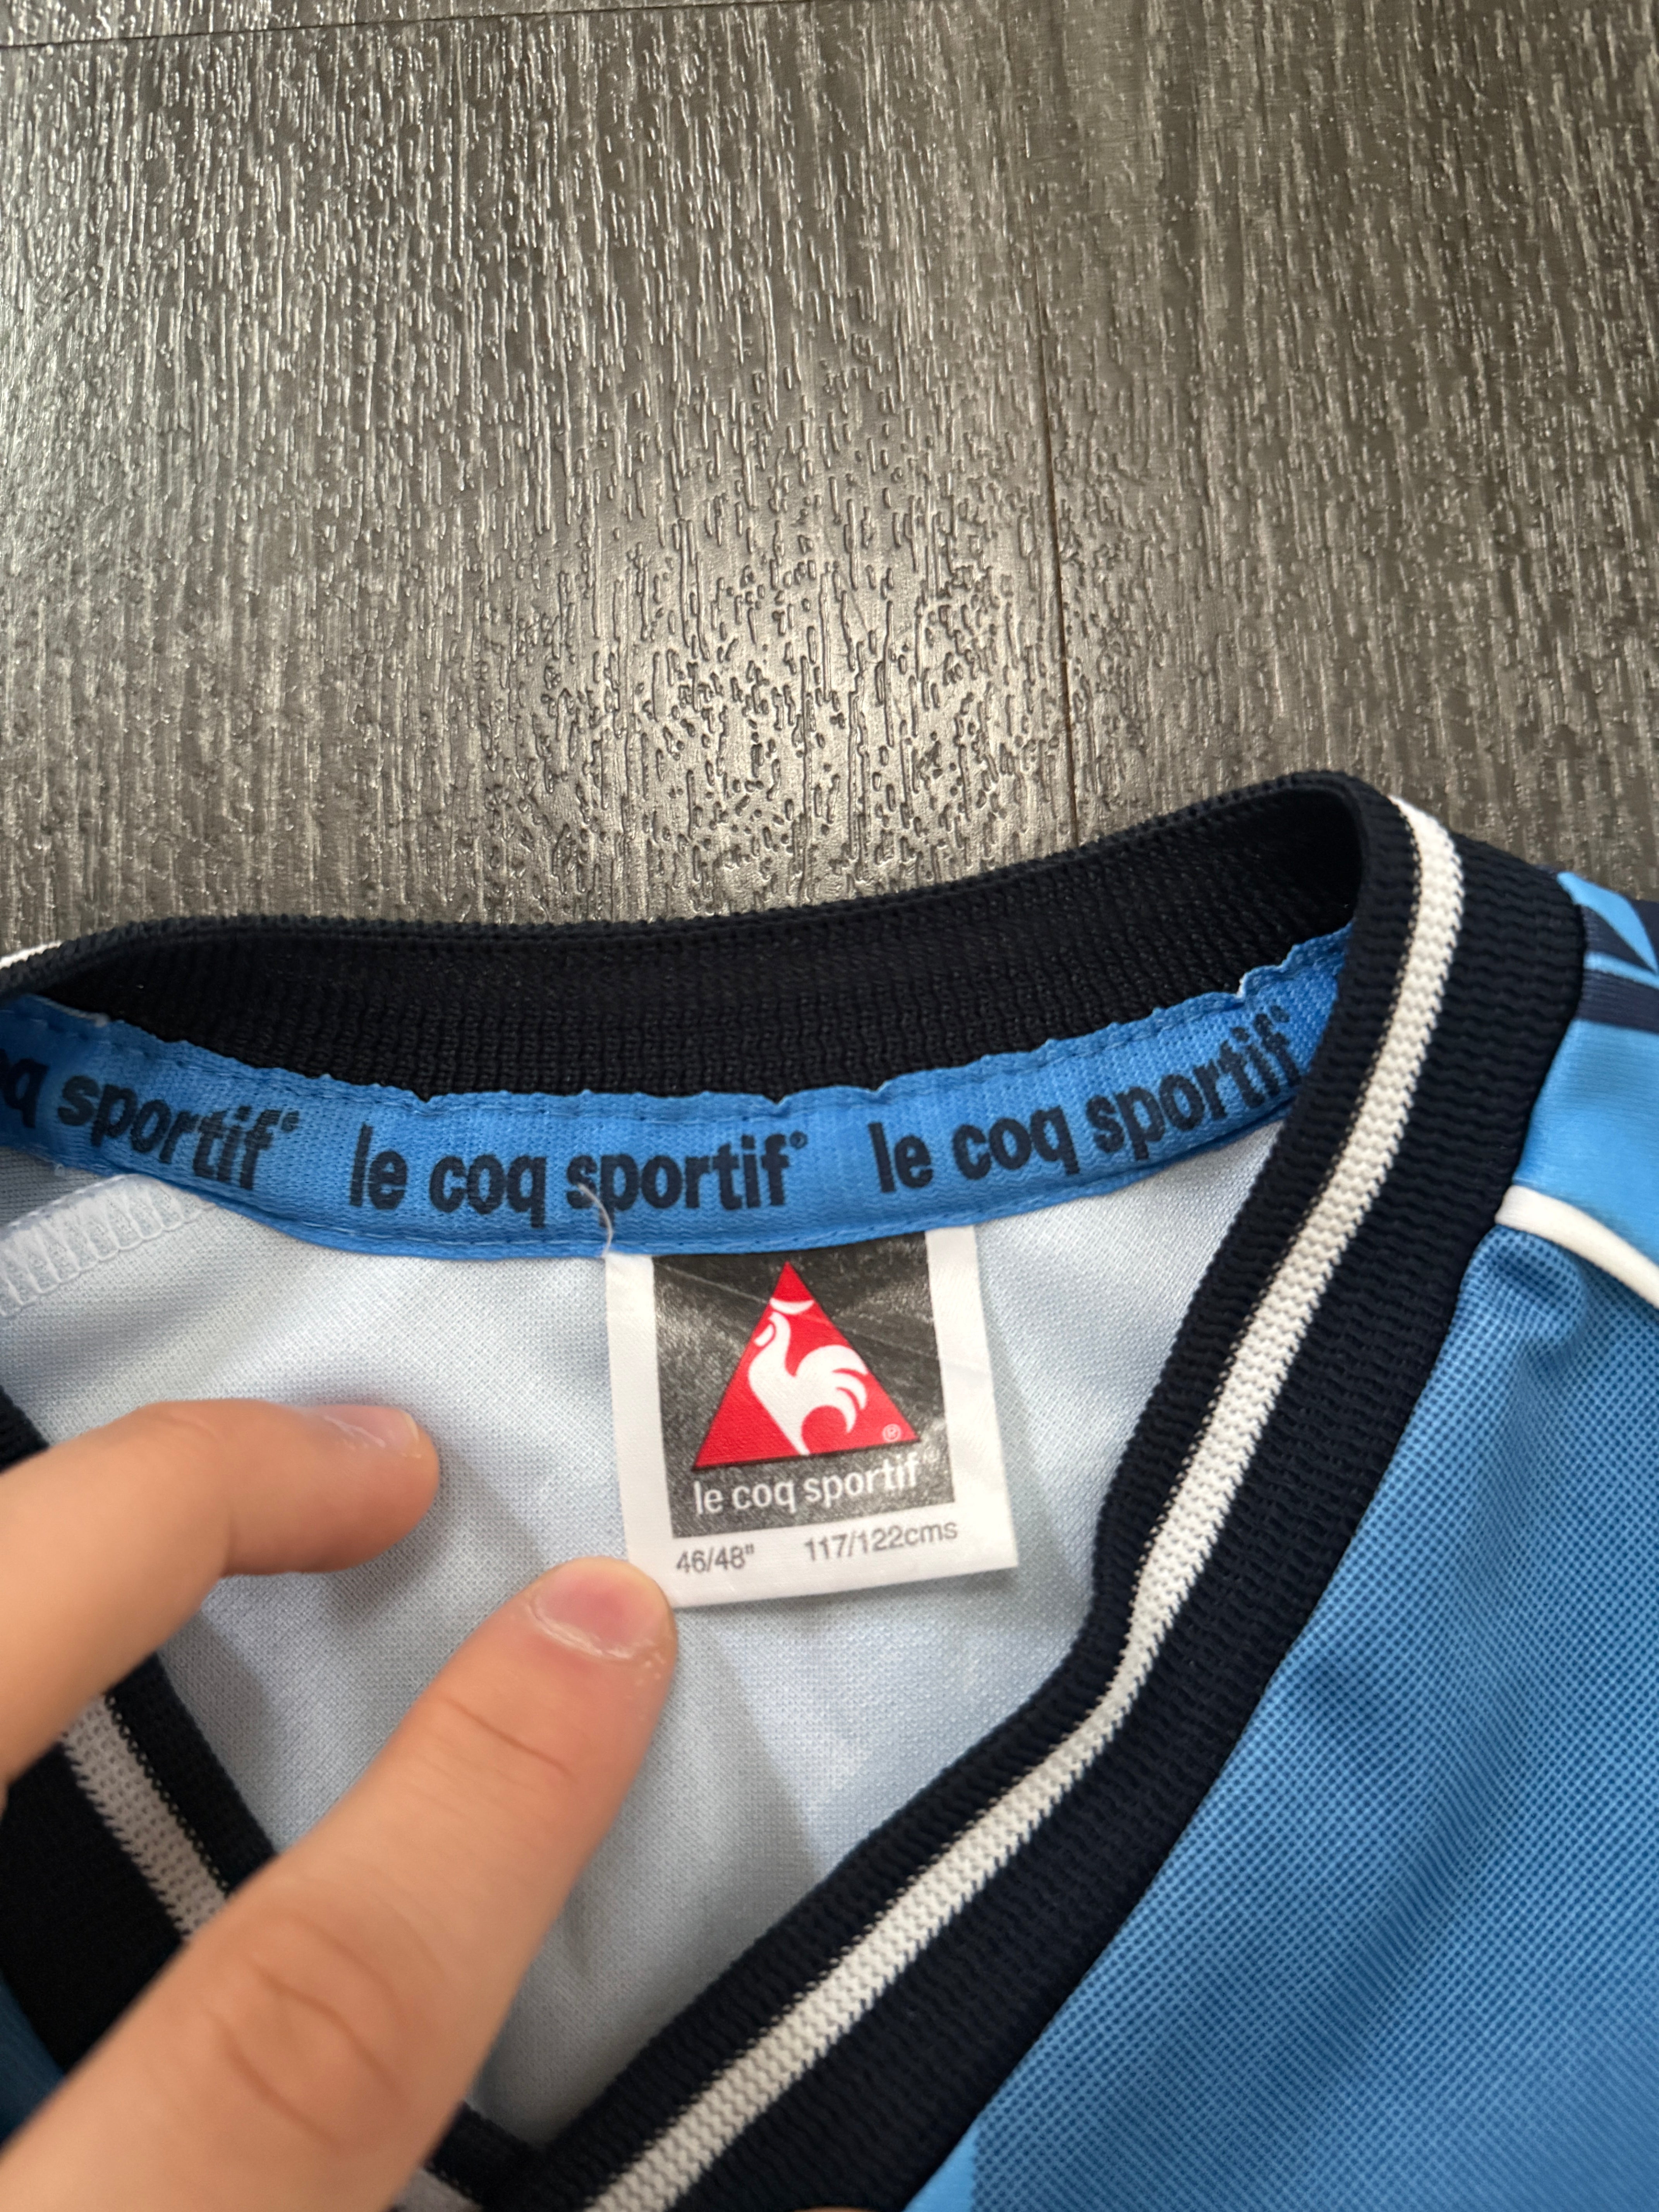 q sportif® le coq sportif® le coq sportif®
®
le coq sportif®
46/48" 117/122cms